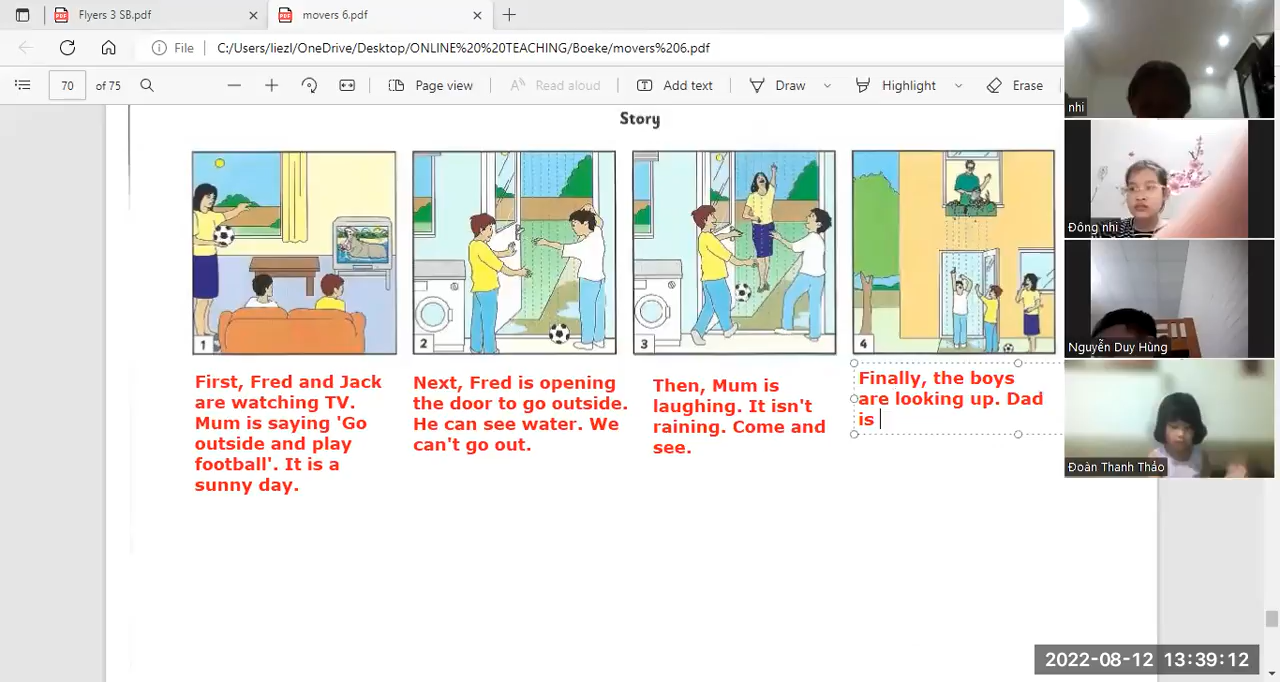 Flyers 3 SB.pdf
movers 6.pdf
File
C:/Users/liezl/OneDrive/Desktop/ONLINE%20%20TEACHING/Boeke/movers%206.pdf
70 of 75
Page view
Read aloud
Add text
Draw
Highlight
Erase
Story
1
2
3
4
First, Fred and Jack
are watching TV.
Mum is saying 'Go
outside and play
football'. It is a
sunny day.
Next, Fred is opening
the door to go outside.
He can see water. We
can't go out.
Then, Mum is
laughing. It isn't
raining. Come and
see.
Finally, the boys
are looking up. Dad
is
nhi
Đông nhi
Nguyễn Duy Hùng
Đoàn Thanh Thảo
2022-08-12 13:39:12